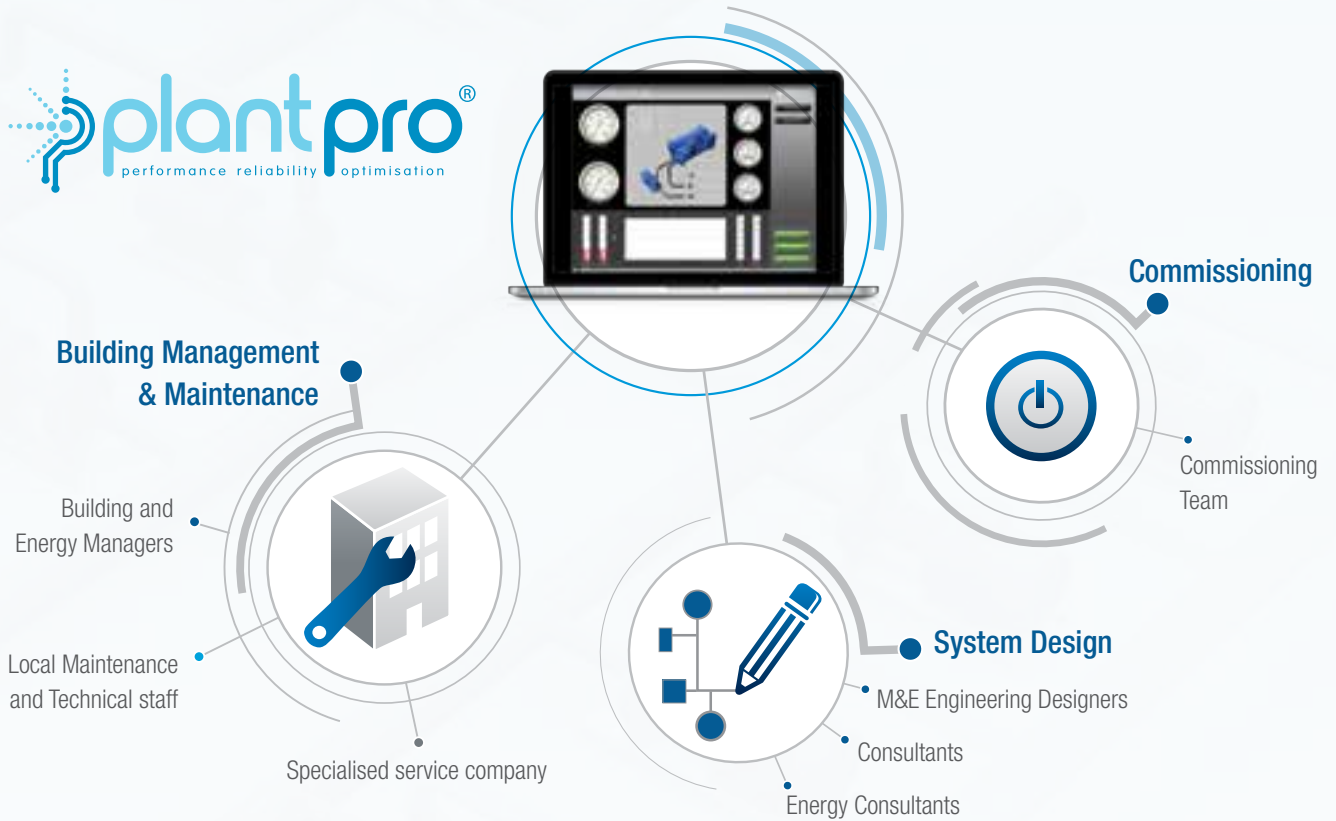 plantpro®
performance reliability optimisation
Commissioning
Commissioning
Team
Building Management
& Maintenance
Building and
Energy Managers
Local Maintenance
and Technical staff
Specialised service company
System Design
M&E Engineering Designers
Consultants
Energy Consultants